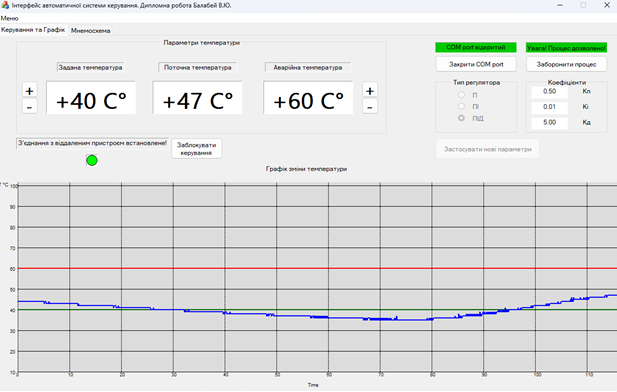 Інтерфейс автоматичної системи керування. Дипломна робота Балабей В.Ю.
Меню
Керування та Графік Мнемосхема
Параметри температури
Задана температура Поточна температура Аварійна температура
+ +40 C° +47 C° +60 C° +
- -
COM port відкритий Увага! Процес дозволено!
Закрити COM port Заборонити процес
Тип регулятора Коефіцієнти
П 0.50 Кп
ПІ 0.01 Кі
ПІД 5.00 Кд
З'єднання з віддаленим пристроєм встановлене! Заблокувати
керування
Застосувати нові параметри
Графік зміни температури
T °C
100
90
80
70
60
50
40
30
20
10
0 10 20 30 40 50 60 70 80 90 100 110
Time